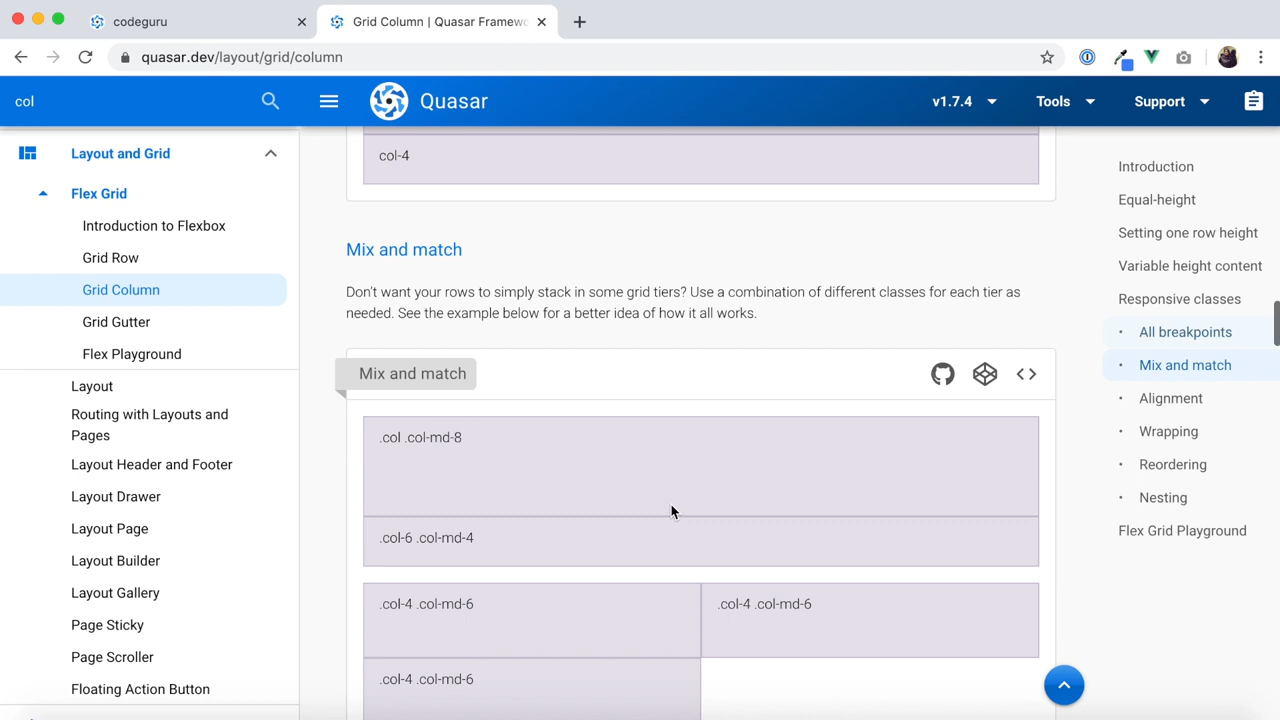 codeguru
Grid Column | Quasar Framewo
quasar.dev/layout/grid/column
col
Quasar
v1.7.4
Tools
Support
Layout and Grid
Flex Grid
Introduction to Flexbox
Grid Row
Grid Column
Grid Gutter
Flex Playground
Layout
Routing with Layouts and
Pages
Layout Header and Footer
Layout Drawer
Layout Page
Layout Builder
Layout Gallery
Page Sticky
Page Scroller
Floating Action Button
col-4
Mix and match
Don't want your rows to simply stack in some grid tiers? Use a combination of different classes for each tier as
needed. See the example below for a better idea of how it all works.
Mix and match
.col .col-md-8
.col-6 .col-md-4
.col-4 .col-md-6
.col-4 .col-md-6
.col-4 .col-md-6
Introduction
Equal-height
Setting one row height
Variable height content
Responsive classes
All breakpoints
Mix and match
Alignment
Wrapping
Reordering
Nesting
Flex Grid Playground